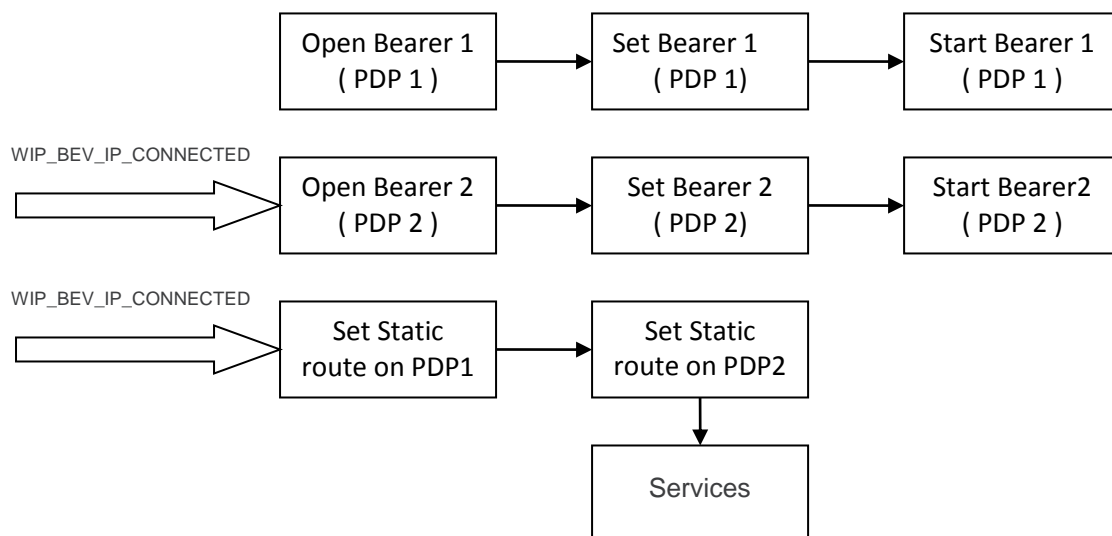 Open Bearer 1
( PDP 1 )
Set Bearer 1
( PDP 1)
Start Bearer 1
( PDP 1 )
WIP_BEV_IP_CONNECTED
Open Bearer 2
( PDP 2 )
Set Bearer 2
( PDP 2)
Start Bearer2
( PDP 2 )
WIP_BEV_IP_CONNECTED
Set Static
route on PDP1
Set Static
route on PDP2
Services